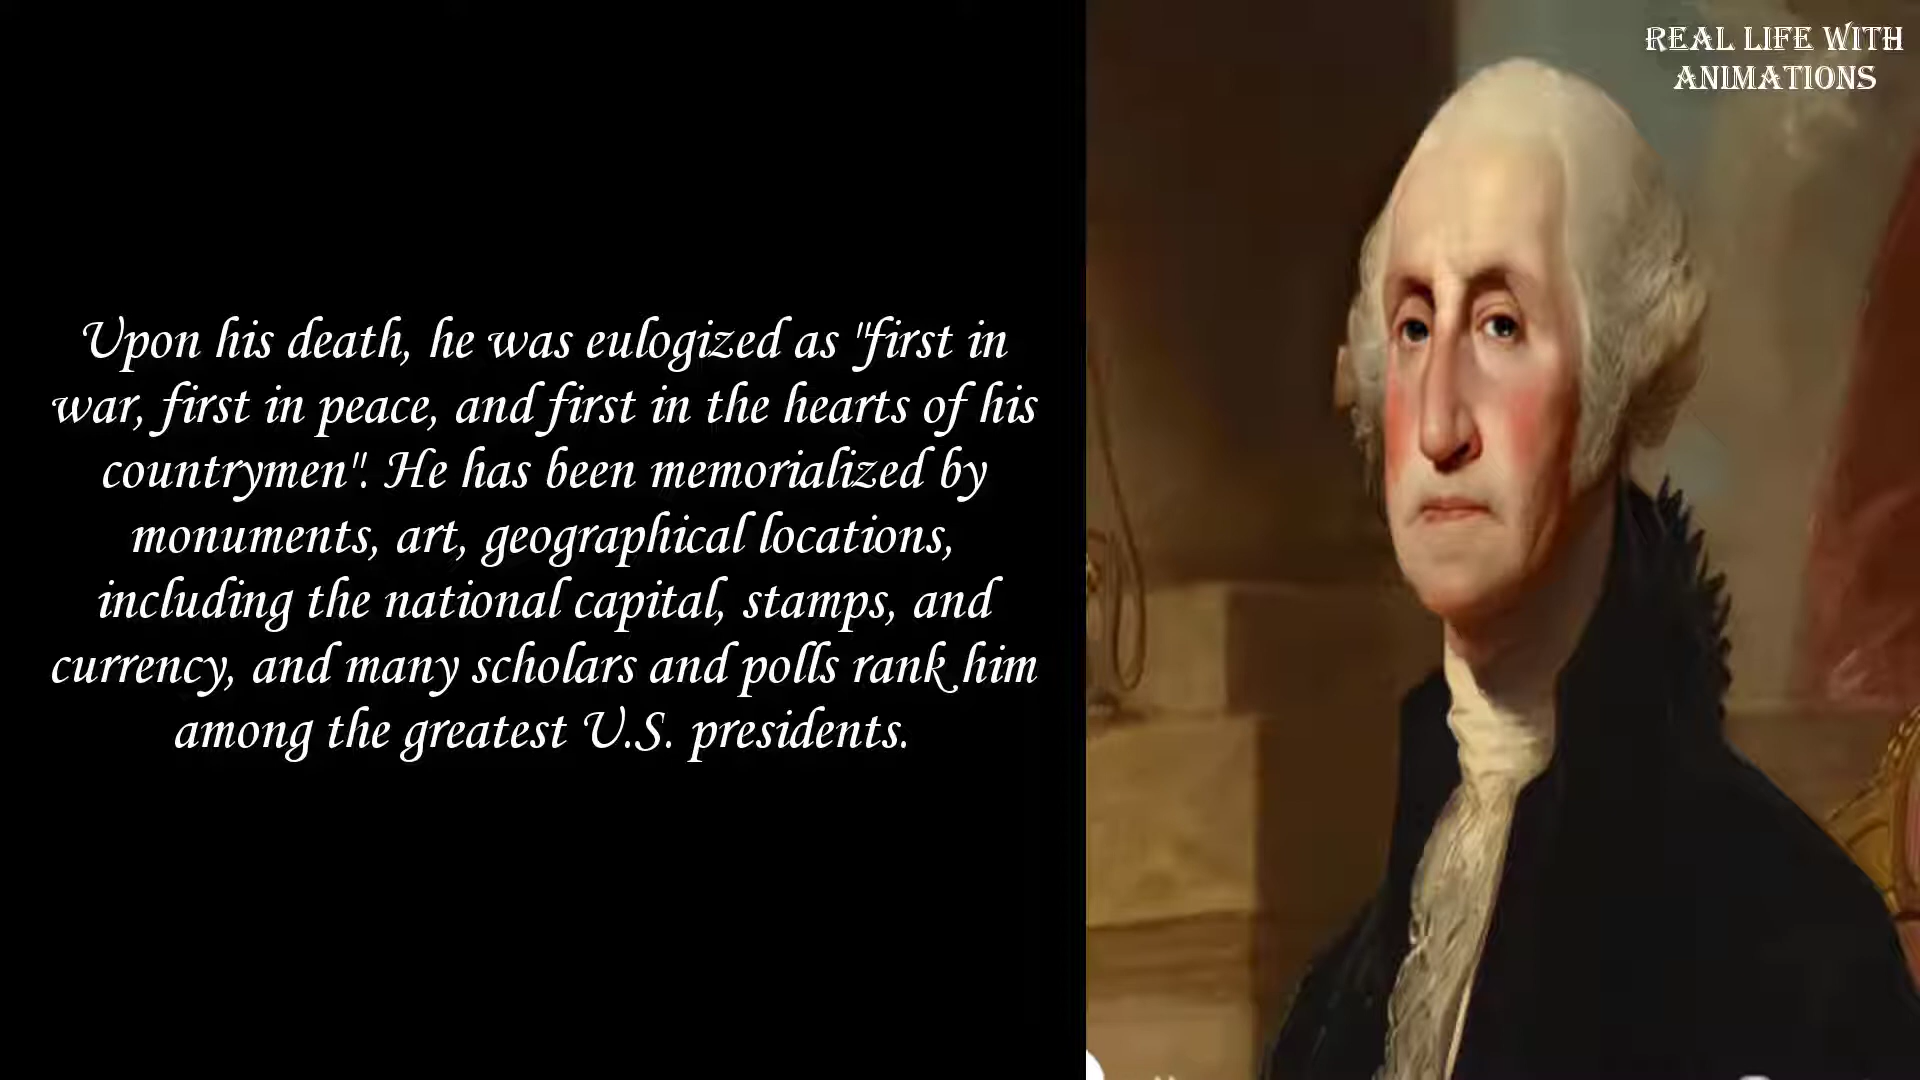 Upon his death, he was eulogized as "first in
war, first in peace, and first in the hearts of his
countrymen". He has been memorialized by
monuments, art, geographical locations,
including the national capital, stamps, and
currency, and many scholars and polls rank him
among the greatest U.S. presidents.
REAL LIFE WITH
ANIMATIONS